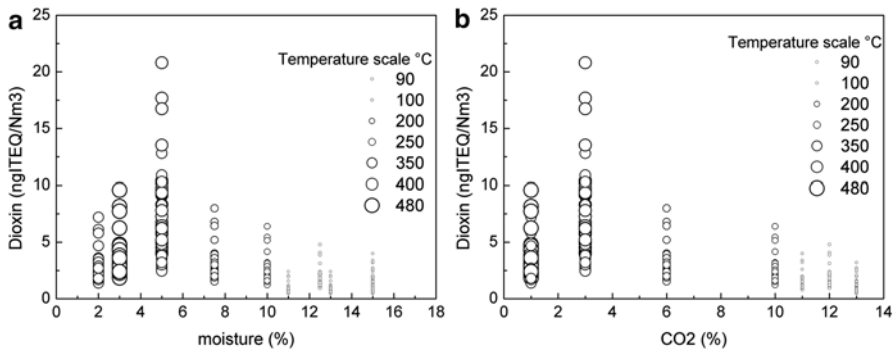 a
Temperature scale °C
90
100
200
250
350
400
480
Dioxin (ngITEQ/Nm3)
25
20
15
10
5
0
0 2 4 6 8 10 12 14 16 18
moisture (%)
b
Temperature scale °C
90
100
200
250
350
400
480
Dioxin (ngITEQ/Nm3)
25
20
15
10
5
0
0 2 4 6 8 10 12 14
CO2 (%)